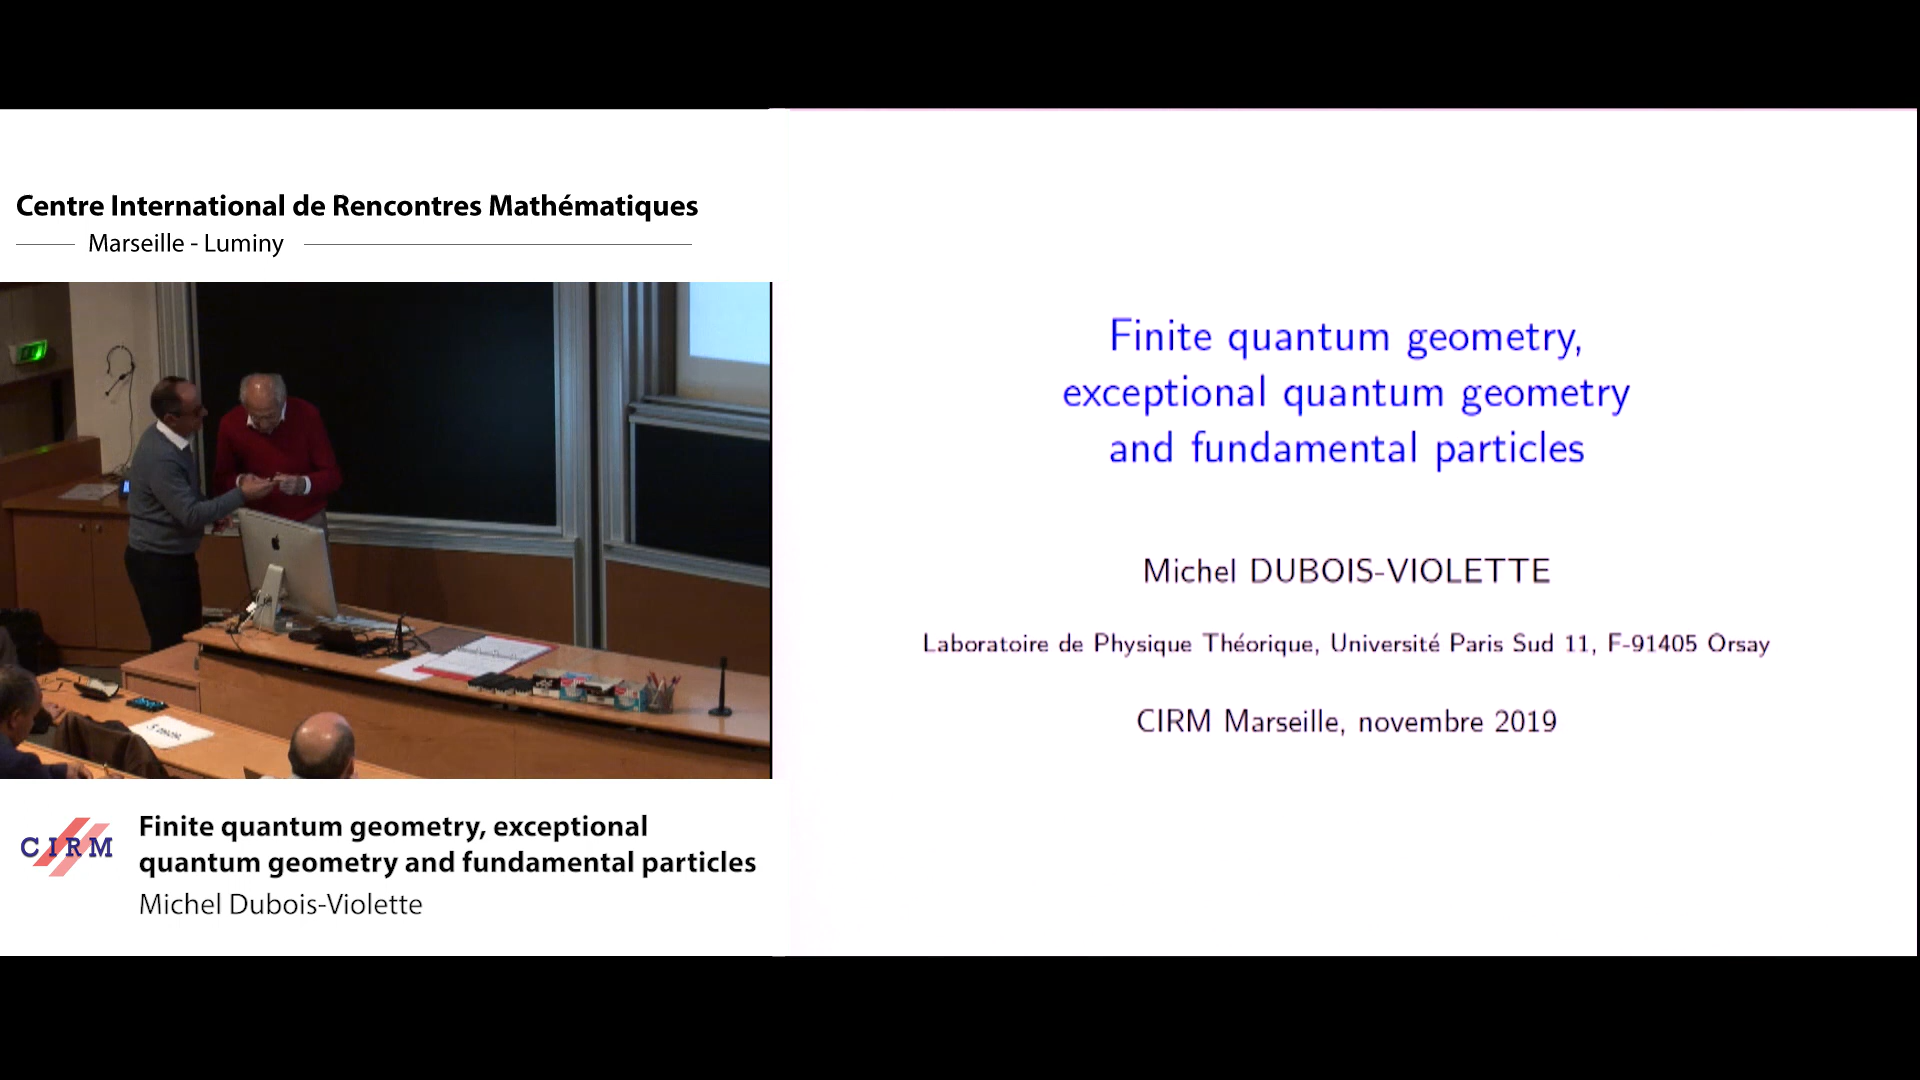 Centre International de Rencontres Mathématiques
Marseille - Luminy
CIRM
Finite quantum geometry, exceptional
quantum geometry and fundamental particles
Michel Dubois-Violette
Finite quantum geometry,
exceptional quantum geometry
and fundamental particles
Michel DUBOIS-VIOLETTE
Laboratoire de Physique Théorique, Université Paris Sud 11, F-91405 Orsay
CIRM Marseille, novembre 2019